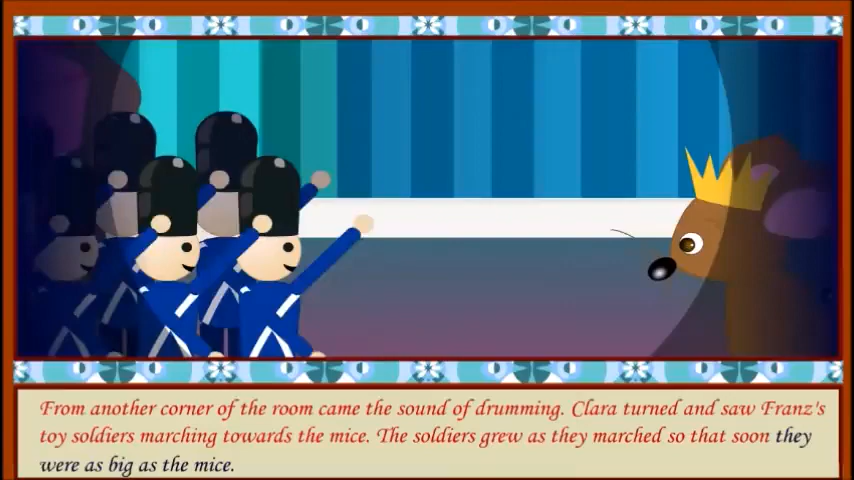 From another corner of the room came the sound of drumming. Clara turned and saw Franz's
toy soldiers marching towards the mice. The soldiers grew as they marched so that soon they
were as big as the mice.